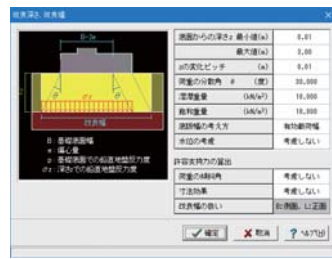 改良深さ, 改良幅
B-2e
θ
θ
σz
改良幅
B : 基礎底面幅
e : 偏心量
p : 基礎底面での鉛直地盤反力度
σz : 深さzでの鉛直地盤反力度
底面からの深さz 最小値(m) 0.01
最大値(m) 3.00
zの変化ピッチ (m) 0.01
荷重の分散角 θ (度) 30.000
湿潤重量 (kN/m³) 18.000
飽和重量 (kN/m³)
底版幅の考え方 有効載荷幅
水位の考慮 考慮しない
許容支持力の算出
荷重の傾斜角 考慮しない
寸法効果 考慮しない
改良幅の扱い
確定
取消
? ヘルプ(H)